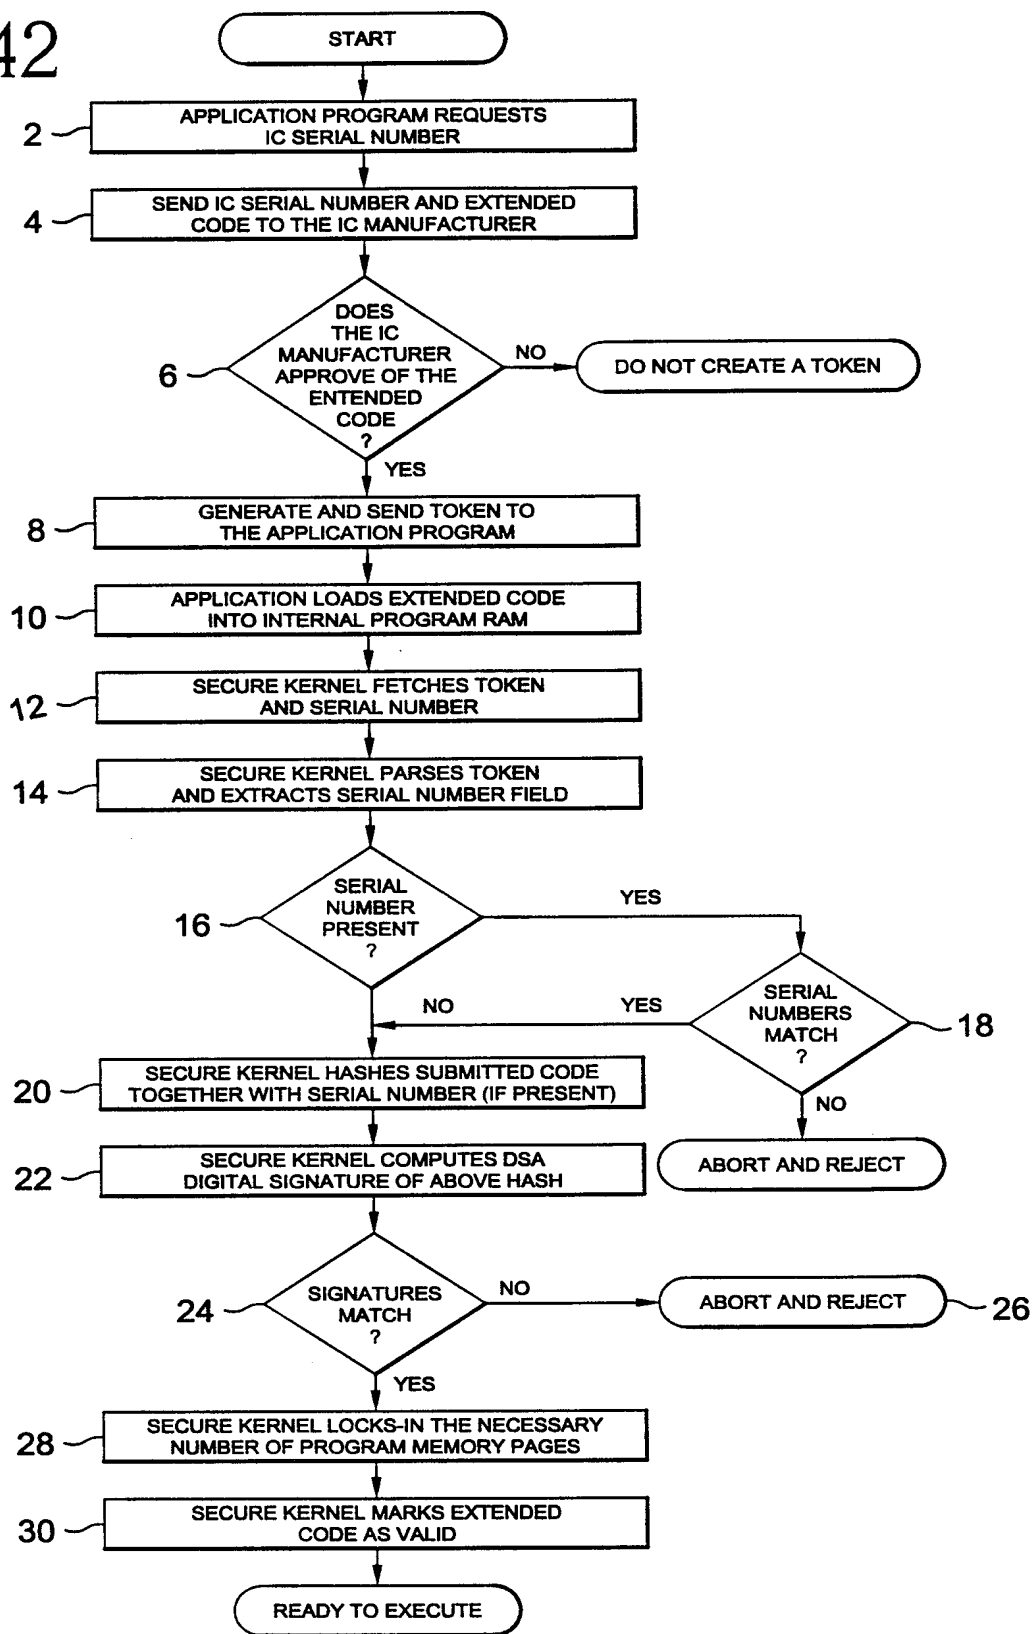 42
START
2
APPLICATION PROGRAM REQUESTS
IC SERIAL NUMBER
4
SEND IC SERIAL NUMBER AND EXTENDED
CODE TO THE IC MANUFACTURER
6
DOES
THE IC
MANUFACTURER
APPROVE OF THE
ENTENDED
CODE
?
NO
DO NOT CREATE A TOKEN
YES
8
GENERATE AND SEND TOKEN TO
THE APPLICATION PROGRAM
10
APPLICATION LOADS EXTENDED CODE
INTO INTERNAL PROGRAM RAM
12
SECURE KERNEL FETCHES TOKEN
AND SERIAL NUMBER
14
SECURE KERNEL PARSES TOKEN
AND EXTRACTS SERIAL NUMBER FIELD
16
SERIAL
NUMBER
PRESENT
?
YES
NO
YES
SERIAL
NUMBERS
MATCH
?
18
NO
ABORT AND REJECT
20
SECURE KERNEL HASHES SUBMITTED CODE
TOGETHER WITH SERIAL NUMBER (IF PRESENT)
22
SECURE KERNEL COMPUTES DSA
DIGITAL SIGNATURE OF ABOVE HASH
24
SIGNATURES
MATCH
?
NO
ABORT AND REJECT
26
YES
28
SECURE KERNEL LOCKS-IN THE NECESSARY
NUMBER OF PROGRAM MEMORY PAGES
30
SECURE KERNEL MARKS EXTENDED
CODE AS VALID
READY TO EXECUTE